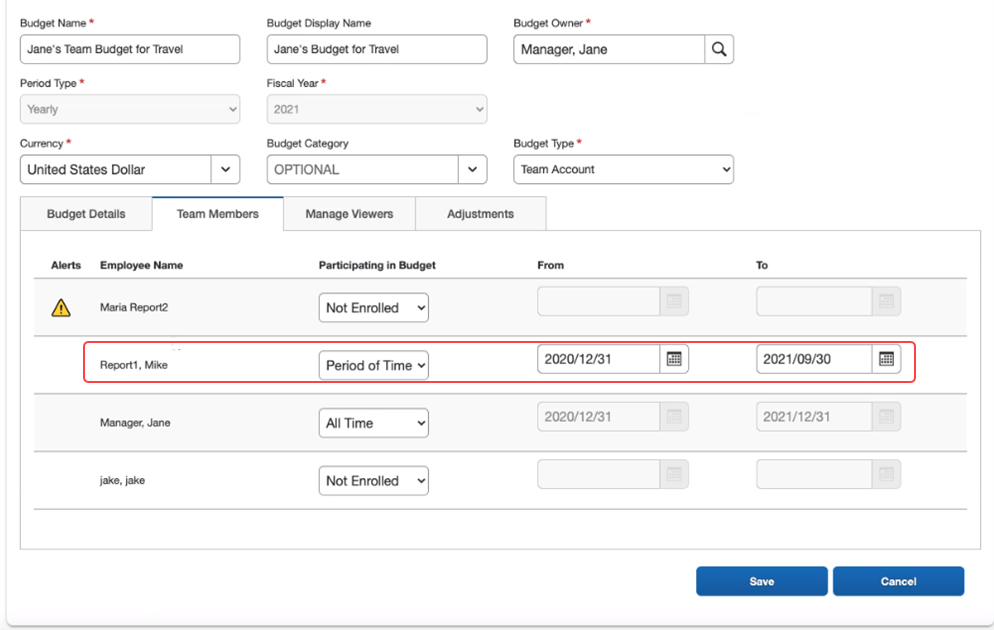 Budget Name * Budget Display Name Budget Owner *
Jane's Team Budget for Travel Jane's Budget for Travel Manager, Jane
Period Type * Fiscal Year *
Yearly 2021
Currency * Budget Category Budget Type *
United States Dollar OPTIONAL Team Account
Budget Details Team Members Manage Viewers Adjustments
Alerts Employee Name Participating in Budget From To
Maria Report2 Not Enrolled
Report1, Mike Period of Time 2020/12/31 2021/09/30
Manager, Jane All Time 2020/12/31 2021/12/31
jake, jake Not Enrolled
Save Cancel